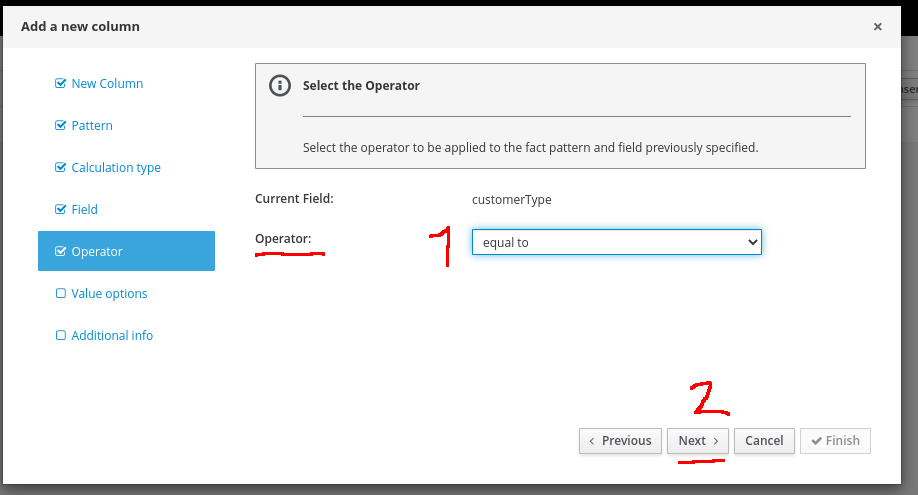 Add a new column ×
New Column
Pattern
Calculation type
Field
Operator
Value options
Additional info
Select the Operator
Select the operator to be applied to the fact pattern and field previously specified.
Current Field: customerType
Operator: 1 equal to
2
< Previous Next > Cancel ✔ Finish